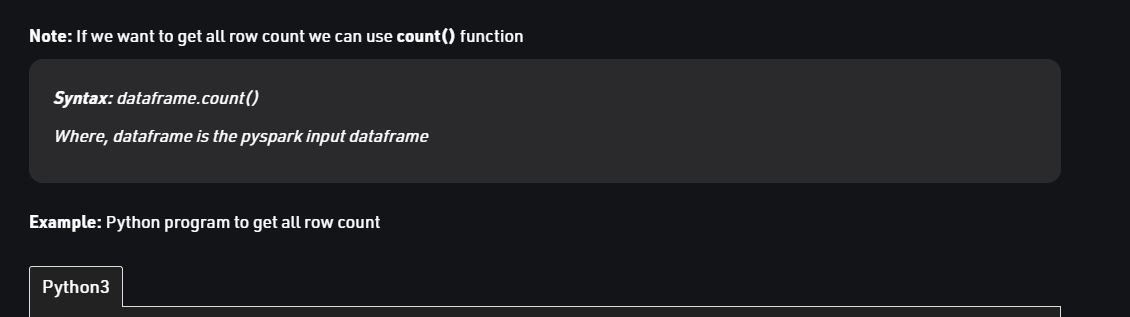 Note: If we want to get all row count we can use count() function
Syntax: dataframe.count()
Where, dataframe is the pyspark input dataframe
Example: Python program to get all row count
Python3